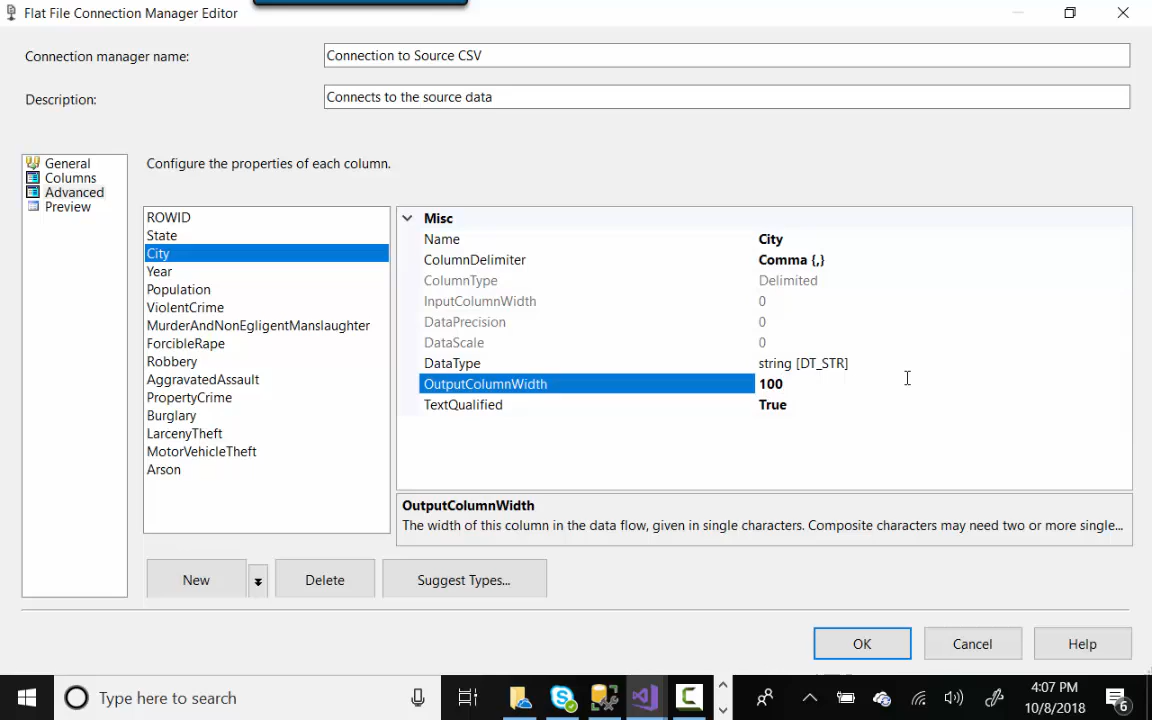 Flat File Connection Manager Editor
Connection manager name: Connection to Source CSV
Description: Connects to the source data
General
Columns
Advanced
Preview
Configure the properties of each column.
ROWID
State
City
Year
Population
ViolentCrime
MurderAndNonEgligentManslaughter
ForcibleRape
Robbery
AggravatedAssault
PropertyCrime
Burglary
LarcenyTheft
MotorVehicleTheft
Arson
Misc
Name City
ColumnDelimiter Comma {,}
ColumnType Delimited
InputColumnWidth 0
DataPrecision 0
DataScale 0
DataType string [DT_STR]
OutputColumnWidth 100
TextQualified True
OutputColumnWidth
The width of this column in the data flow, given in single characters. Composite characters may need two or more single...
New Delete Suggest Types...
OK Cancel Help
Type here to search
4:07 PM
10/8/2018
6